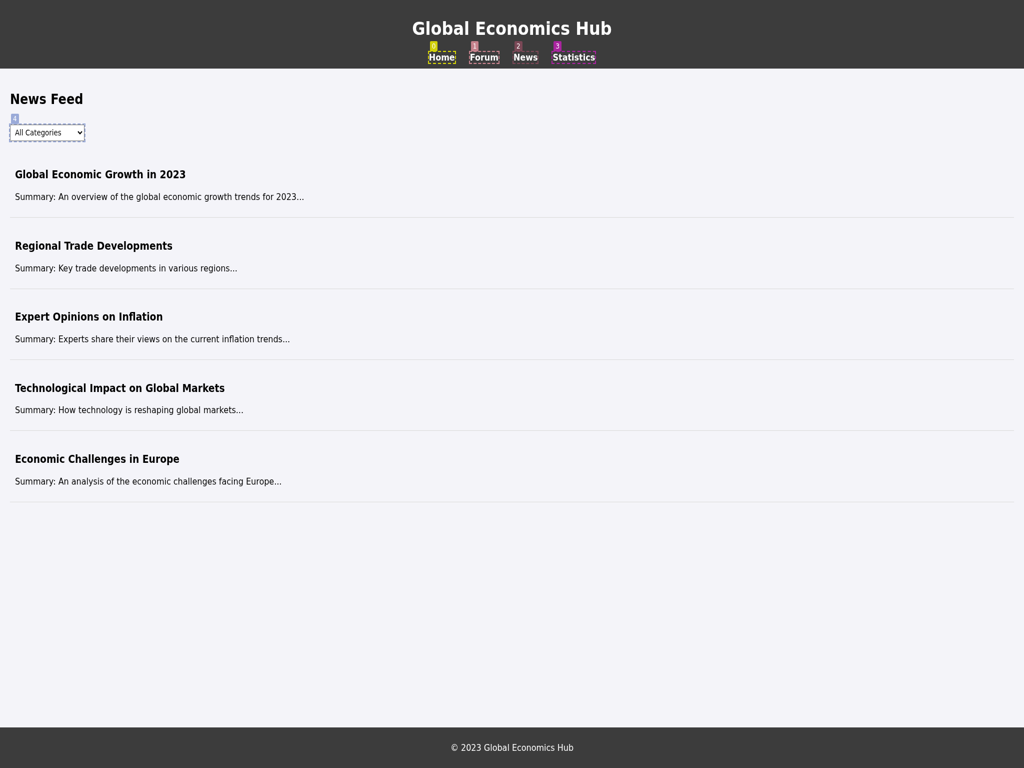 Global Economics Hub
0 1 2 3
Home Forum News Statistics
News Feed
4
All Categories
Global Economic Growth in 2023
Summary: An overview of the global economic growth trends for 2023...
Regional Trade Developments
Summary: Key trade developments in various regions...
Expert Opinions on Inflation
Summary: Experts share their views on the current inflation trends...
Technological Impact on Global Markets
Summary: How technology is reshaping global markets...
Economic Challenges in Europe
Summary: An analysis of the economic challenges facing Europe...
© 2023 Global Economics Hub